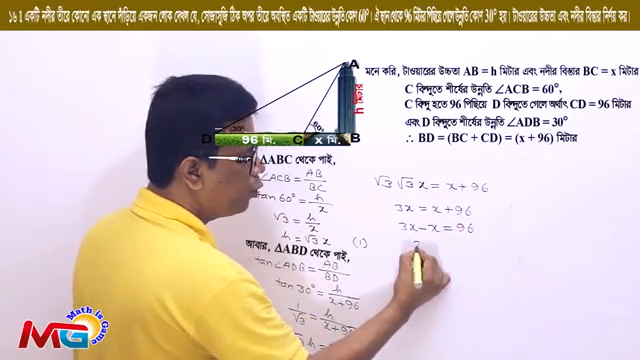 ১৬। একটি নদীর তীরে কোনো এক স্থানে দাঁড়িয়ে একজন লোক দেখল যে, সোজাসুজি ঠিক অপর তীরে অবস্থিত একটি টাওয়ারের উন্নতি কোণ 60°। ঐ স্থান থেকে 96 মিটার পিছিয়ে গেলে উন্নতি কোণ 30° হয়। টাওয়ারের উচ্চতা এবং নদীর বিস্তার নির্ণয় কর।
মনে করি, টাওয়ারের উচ্চতা AB = h মিটার এবং নদীর বিস্তার BC = x মিটার
C বিন্দুতে শীর্ষের উন্নতি ∠ACB = 60°,
C বিন্দু হতে 96 পিছিয়ে D বিন্দুতে গেলে অর্থাৎ CD = 96 মিটার
এবং D বিন্দুতে শীর্ষের উন্নতি ∠ADB = 30°
∴ BD = (BC + CD) = (x + 96) মিটার
A
h মিটার
D 30° 60° C B
96 মি. x মি.
ΔABC থেকে পাই,
∠ACB = AB/BC
tan 60° = h/x
√3 = h/x
h = √3 x (1)
আবার, ΔABD থেকে পাই,
tan∠ADB = AB/BD
tan 30° = h/x+96
1/√3 = h/x+96
√3 h =
√3 √3 x = x + 96
3x = x + 96
3x − x = 96
MG
Math is Game